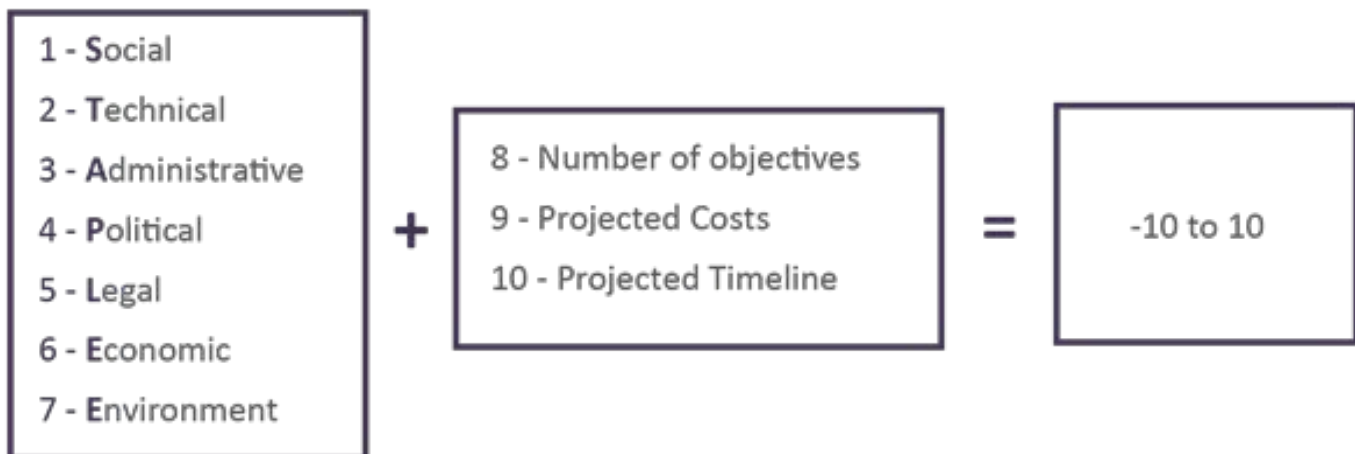 1 - Social
2 - Technical
3 - Administrative
4 - Political
5 - Legal
6 - Economic
7 - Environment
+
8 - Number of objectives
9 - Projected Costs
10 - Projected Timeline
=
-10 to 10